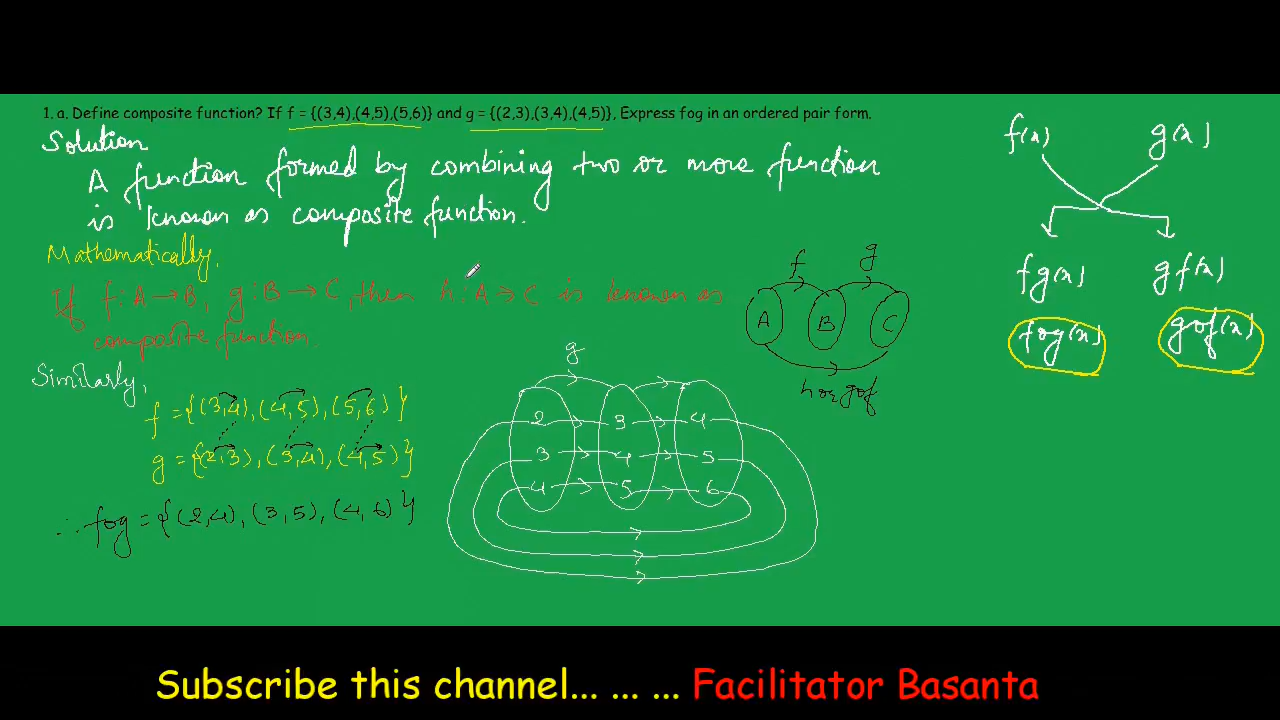 1. a. Define composite function? If f = {(3,4),(4,5),(5,6)} and g = {(2,3),(3,4),(4,5)}, Express fog in an ordered pair form.
Solution
A function formed by combining two or more function
is known as composite function.
Mathematically,
If f : A → B, g : B → C, then h : A → C is known as
composite function.
Similarly,
f = {(3,4), (4,5), (5,6)}
g = {(2,3), (3,4), (4,5)}
∴ fog = {(2,4), (3,5), (4,6)}
g
2 3 4
3 4 5
4 5 6
f g
A B C
h or gof
f(x) g(x)
fg(x) gf(x)
fog(x) gof(x)
Subscribe this channel... ... ... Facilitator Basanta